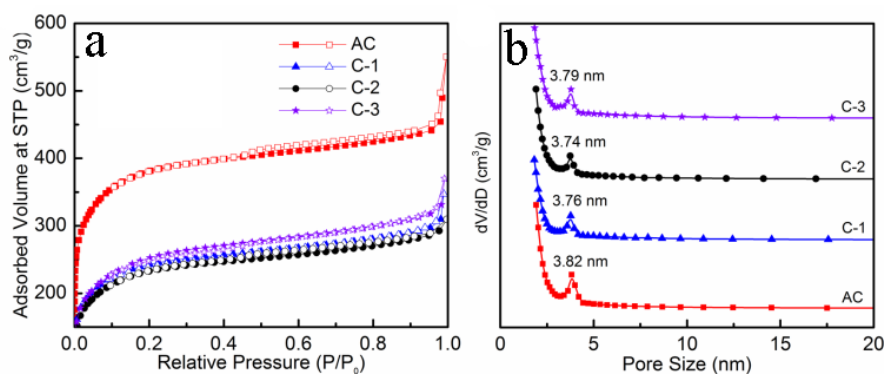 a
AC
C-1
C-2
C-3
600
500
400
300
200
0.0 0.2 0.4 0.6 0.8 1.0
Adsorbed Volume at STP (cm³/g)
Relative Pressure (P/P₀)
b
3.79 nm
C-3
3.74 nm
C-2
3.76 nm
C-1
3.82 nm
AC
0 5 10 15 20
dV/dD (cm³/g)
Pore Size (nm)